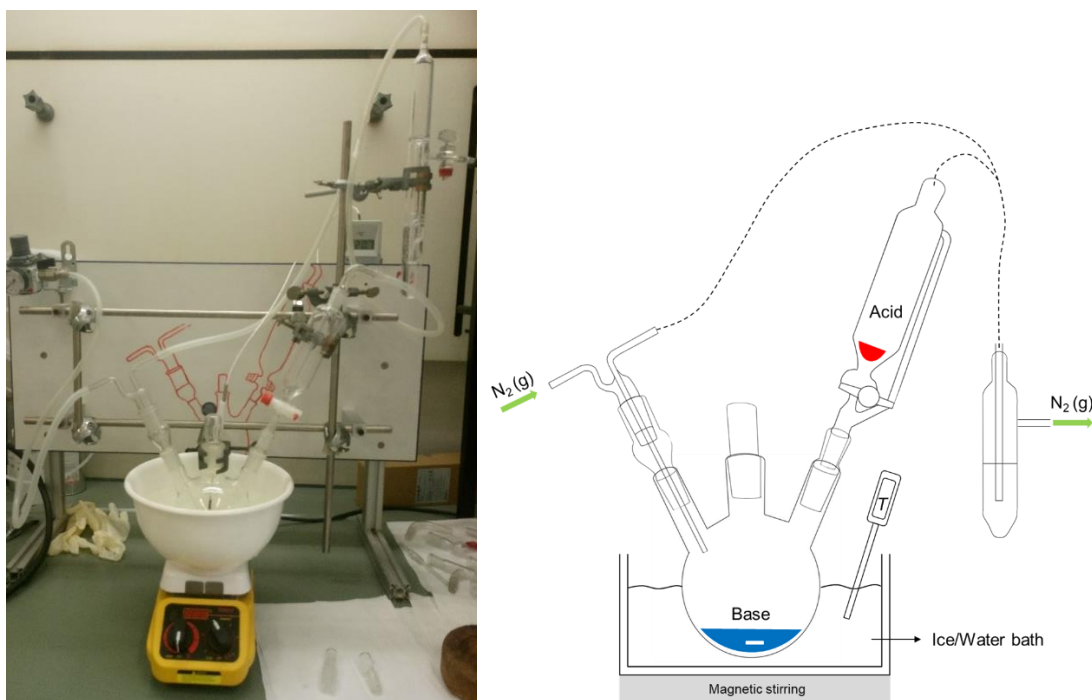 Acid
N₂ (g)
N₂ (g)
T
Base
Ice/Water bath
Magnetic stirring